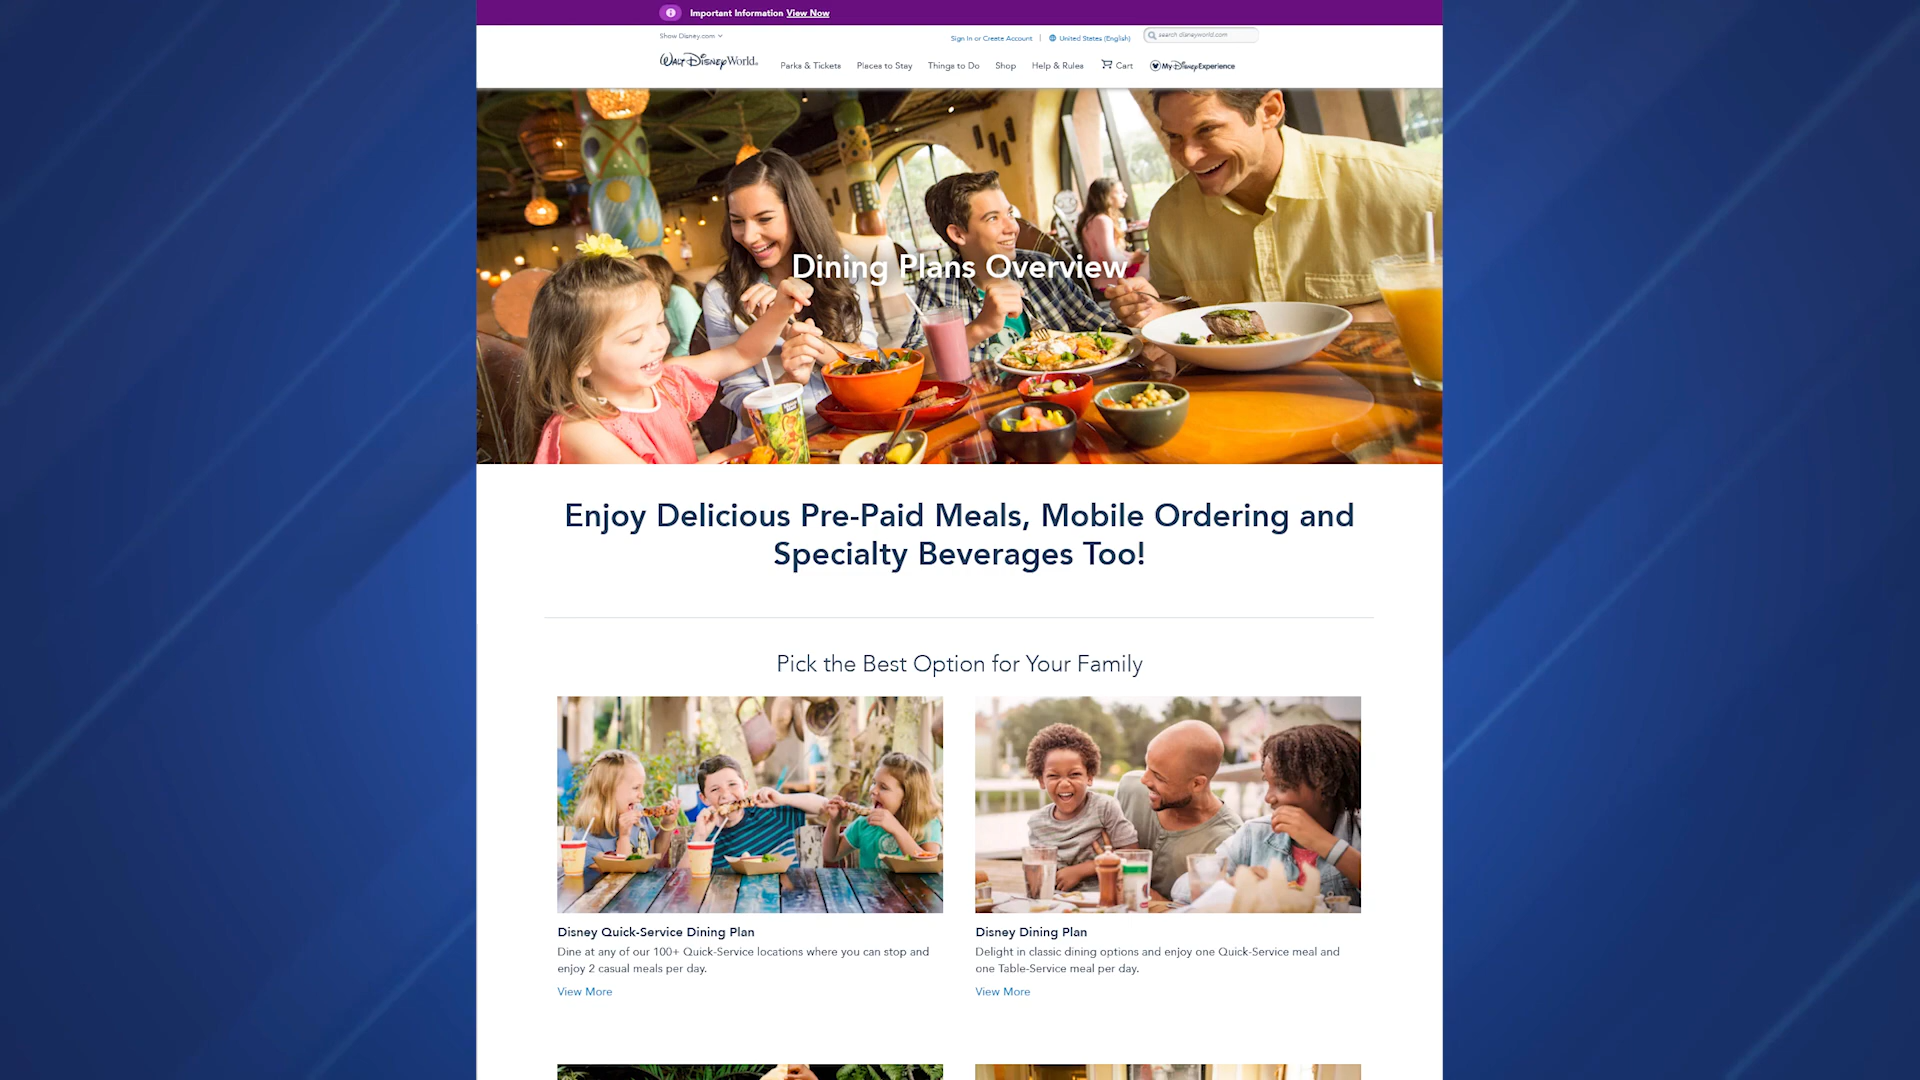 Important Information View Now
Show Disney.com
Sign In or Create Account | United States (English)
search disneyworld.com
Walt Disney World
Parks & Tickets Places to Stay Things to Do Shop Help & Rules Cart My Disney Experience
Dining Plans Overview
Enjoy Delicious Pre-Paid Meals, Mobile Ordering and
Specialty Beverages Too!
Pick the Best Option for Your Family
Disney Quick-Service Dining Plan
Dine at any of our 100+ Quick-Service locations where you can stop and
enjoy 2 casual meals per day.
View More
Disney Dining Plan
Delight in classic dining options and enjoy one Quick-Service meal and
one Table-Service meal per day.
View More